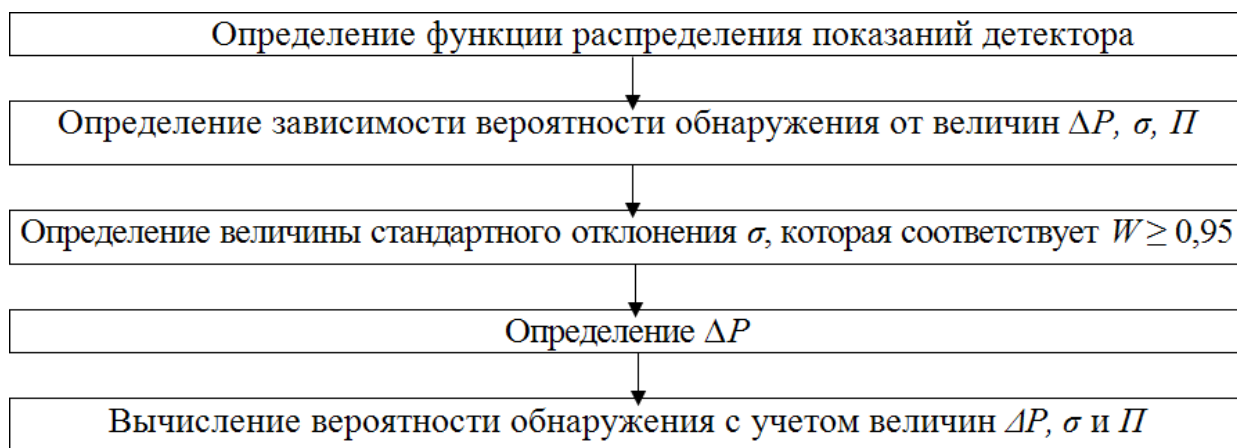 Определение функции распределения показаний детектора
Определение зависимости вероятности обнаружения от величин ΔP, σ, П
Определение величины стандартного отклонения σ, которая соответствует W ≥ 0,95
Определение ΔP
Вычисление вероятности обнаружения с учетом величин ΔP, σ и П